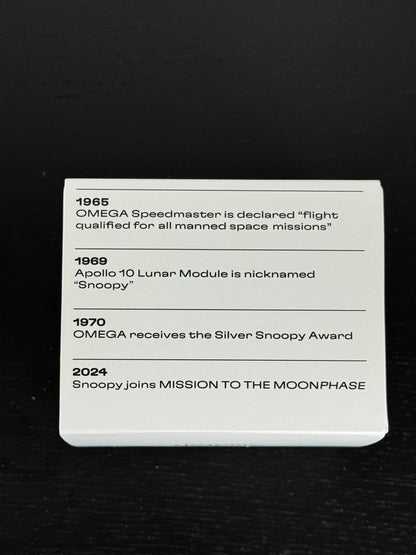 1965
OMEGA Speedmaster is declared “flight
qualified for all manned space missions”
1969
Apollo 10 Lunar Module is nicknamed
“Snoopy”
1970
OMEGA receives the Silver Snoopy Award
2024
Snoopy joins MISSION TO THE MOONPHASE